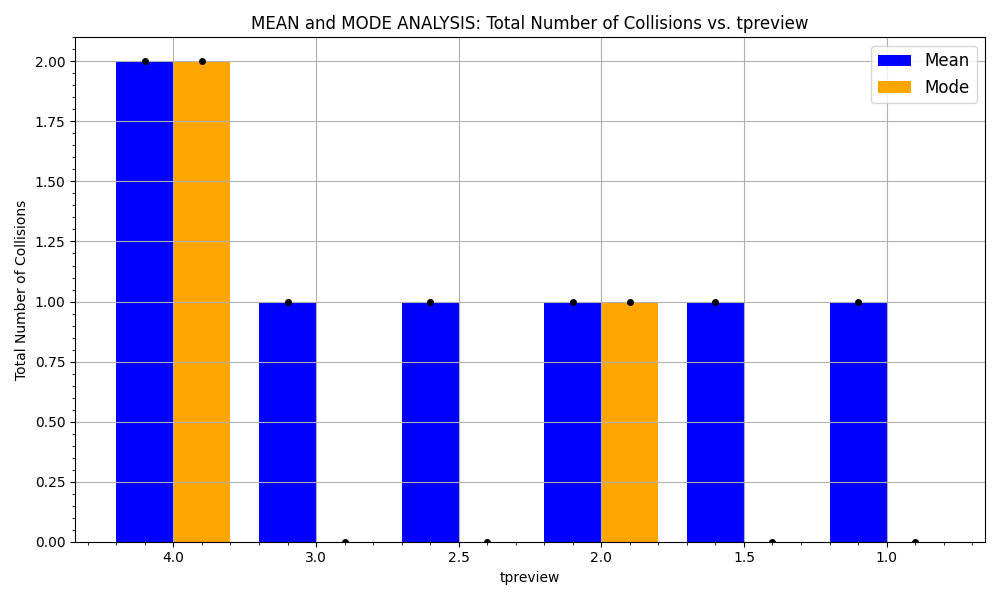 MEAN and MODE ANALYSIS: Total Number of Collisions vs. tpreview
Mean
Mode
Total Number of Collisions
2.00
1.75
1.50
1.25
1.00
0.75
0.50
0.25
0.00
4.0 3.0 2.5 2.0 1.5 1.0
tpreview